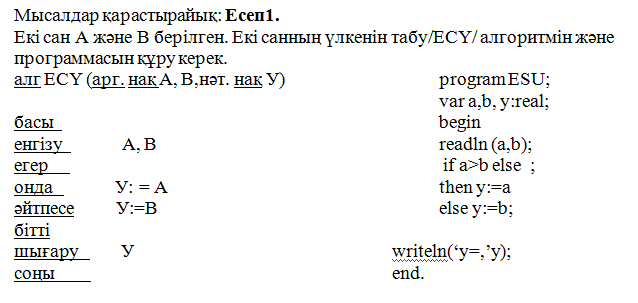 Мысалдар қарастырайық: Есеп1.
Екі сан А және В берілген. Екі санның үлкенін табу/ЕСҮ/ алгоритмін және
программасын құру керек.
алг ЕСҮ (арг. нақ А, В,нәт. нақ У) program ESU;
var a,b, y:real;
басы begin
енгізу А, В readln (a,b);
егер if a>b else ;
онда У: = А then y:=a
әйтпесе У:=В else y:=b;
бітті
шығару У writeln(‘y=,’y);
соңы end.